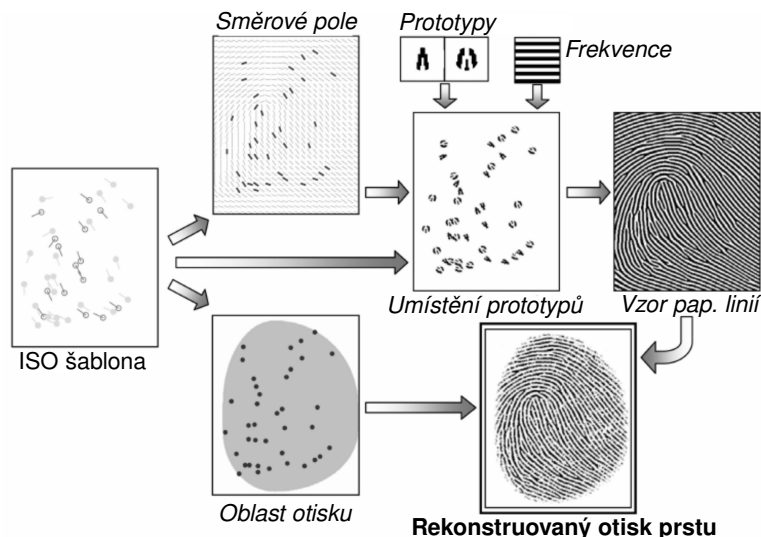 Směrové pole
Prototypy
Frekvence
ISO šablona
Umístění prototypů
Vzor pap. linií
Oblast otisku
Rekonstruovaný otisk prstu